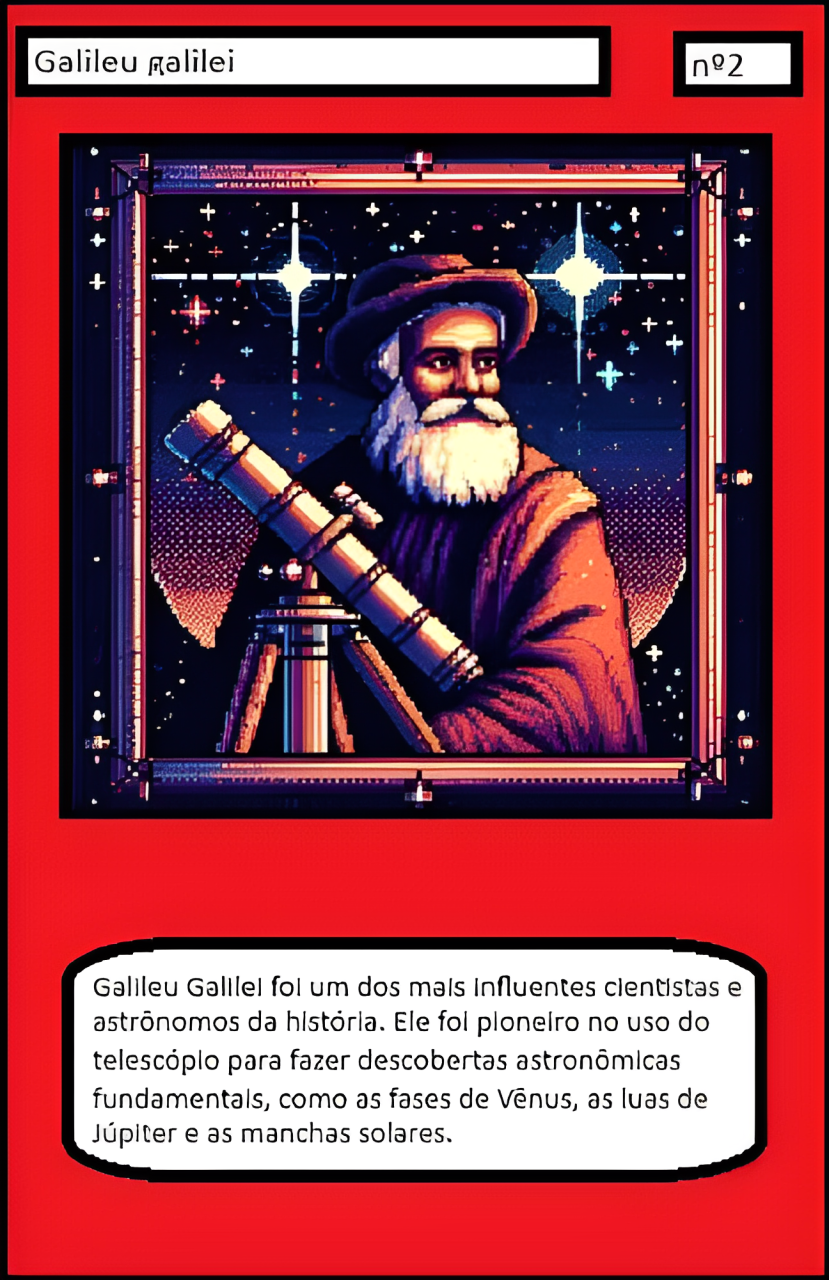 Galileu galilei
nº2
Galileu Galilei foi um dos mais influentes cientistas e
astrônomos da história. Ele foi pioneiro no uso do
telescópio para fazer descobertas astronômicas
fundamentais, como as fases de Vênus, as luas de
Júpiter e as manchas solares.